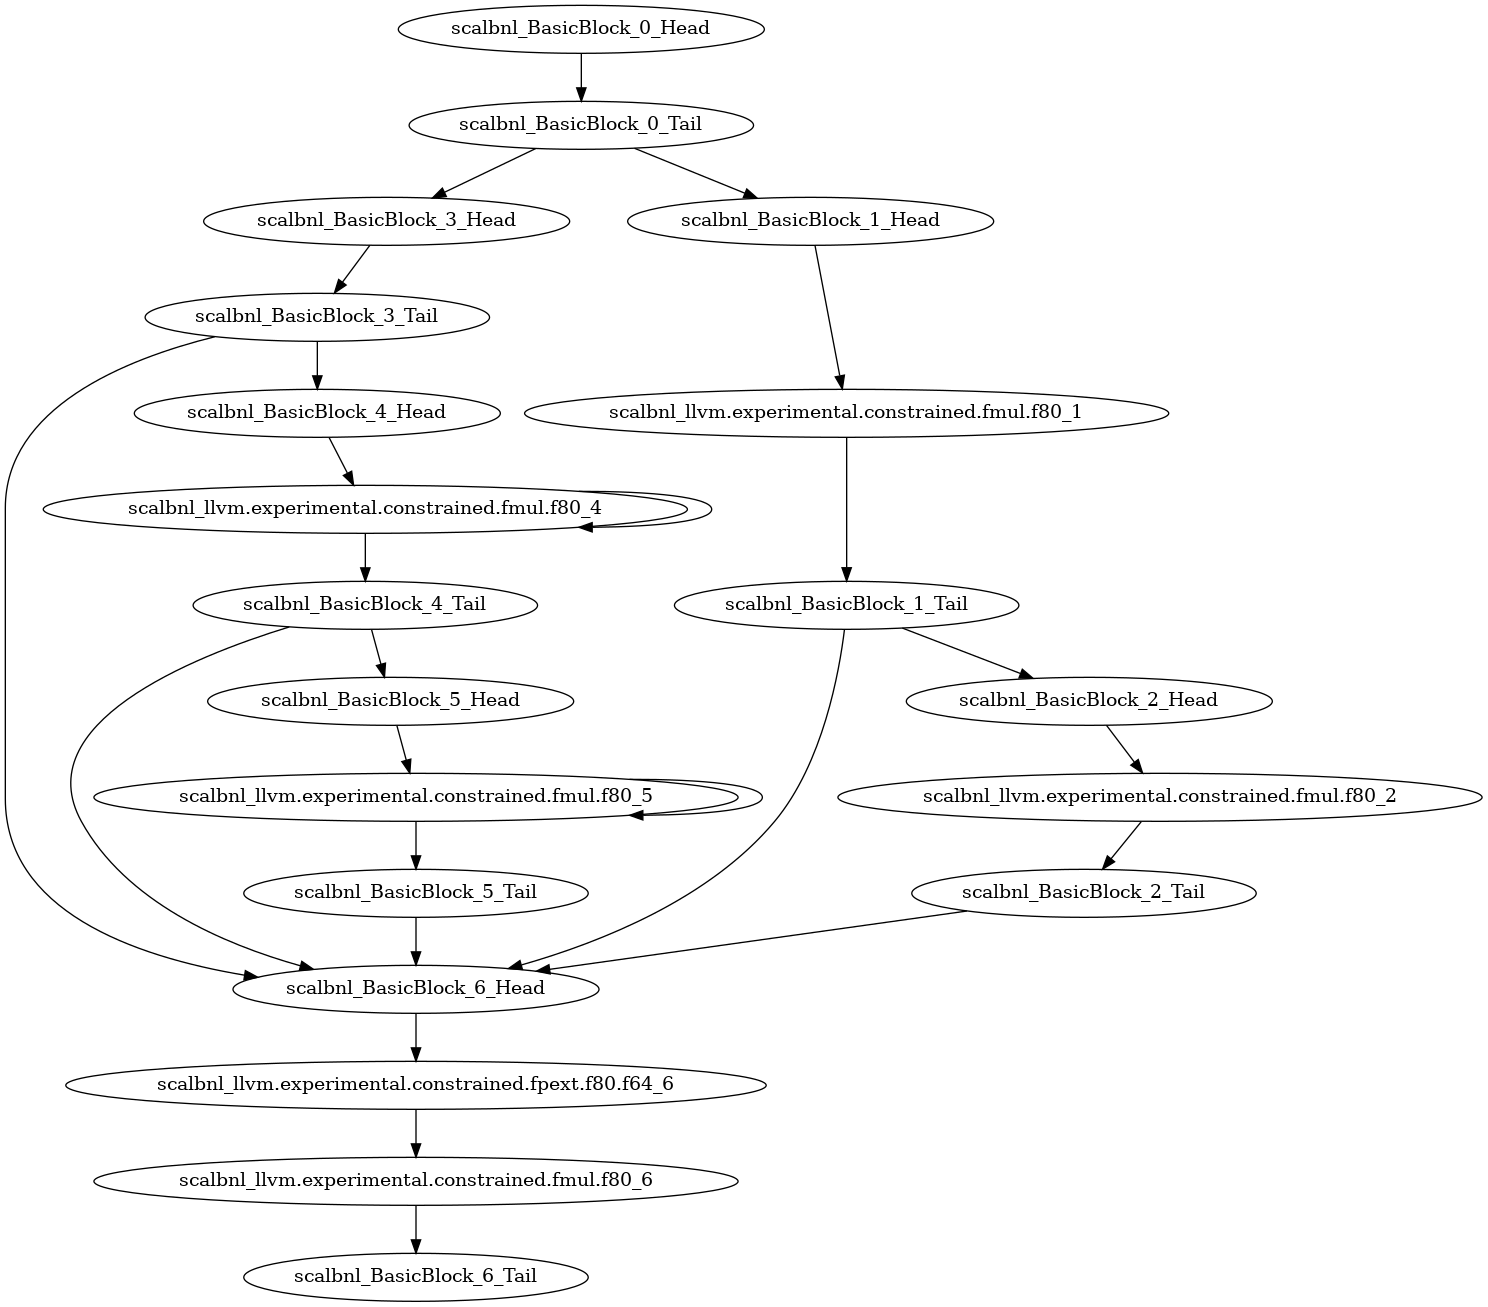 scalbnl_BasicBlock_0_Head
scalbnl_BasicBlock_0_Tail
scalbnl_BasicBlock_3_Head
scalbnl_BasicBlock_1_Head
scalbnl_BasicBlock_3_Tail
scalbnl_BasicBlock_4_Head
scalbnl_llvm.experimental.constrained.fmul.f80_1
scalbnl_llvm.experimental.constrained.fmul.f80_4
scalbnl_BasicBlock_4_Tail
scalbnl_BasicBlock_1_Tail
scalbnl_BasicBlock_5_Head
scalbnl_BasicBlock_2_Head
scalbnl_llvm.experimental.constrained.fmul.f80_5
scalbnl_llvm.experimental.constrained.fmul.f80_2
scalbnl_BasicBlock_5_Tail
scalbnl_BasicBlock_2_Tail
scalbnl_BasicBlock_6_Head
scalbnl_llvm.experimental.constrained.fpext.f80.f64_6
scalbnl_llvm.experimental.constrained.fmul.f80_6
scalbnl_BasicBlock_6_Tail